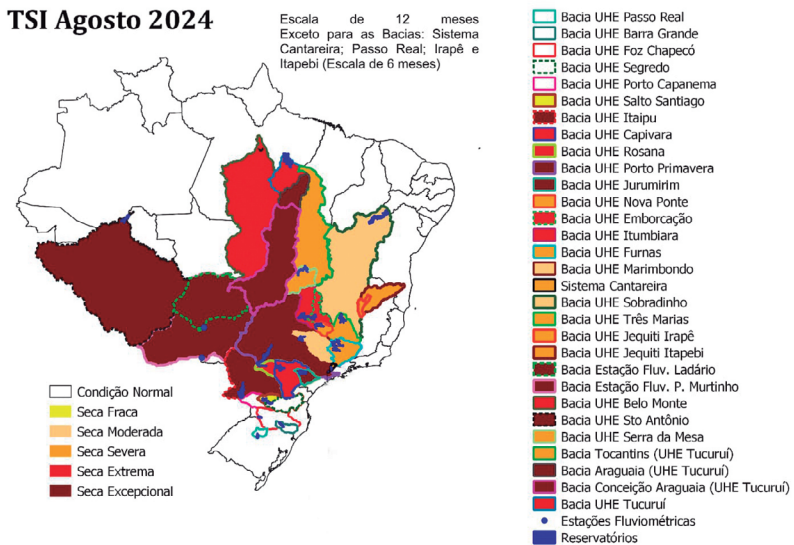 TSI Agosto 2024
Escala de 12 meses
Exceto para as Bacias: Sistema
Cantareira; Passo Real; Irapê e
Itapebi (Escala de 6 meses)
Condição Normal
Seca Fraca
Seca Moderada
Seca Severa
Seca Extrema
Seca Excepcional
Bacia UHE Passo Real
Bacia UHE Barra Grande
Bacia UHE Foz Chapecó
Bacia UHE Segredo
Bacia UHE Porto Capanema
Bacia UHE Salto Santiago
Bacia UHE Itaipu
Bacia UHE Capivara
Bacia UHE Rosana
Bacia UHE Porto Primavera
Bacia UHE Jurumirim
Bacia UHE Nova Ponte
Bacia UHE Emborcação
Bacia UHE Itumbiara
Bacia UHE Furnas
Bacia UHE Marimbondo
Sistema Cantareira
Bacia UHE Sobradinho
Bacia UHE Três Marias
Bacia UHE Jequiti Irapê
Bacia UHE Jequiti Itapebi
Bacia Estação Fluv. Ladário
Bacia Estação Fluv. P. Murtinho
Bacia UHE Belo Monte
Bacia UHE Sto Antônio
Bacia UHE Serra da Mesa
Bacia Tocantins (UHE Tucuruí)
Bacia Araguaia (UHE Tucuruí)
Bacia Conceição Araguaia (UHE Tucuruí)
Bacia UHE Tucuruí
Estações Fluviométricas
Reservatórios